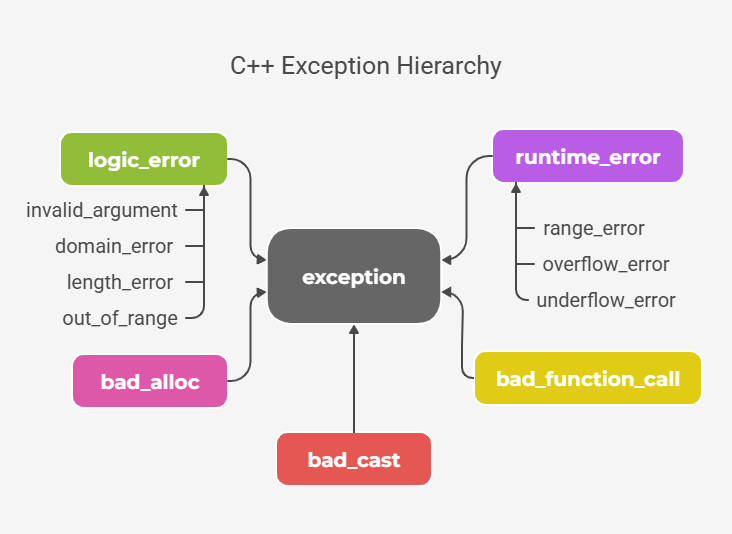 C++ Exception Hierarchy
logic_error
invalid_argument
domain_error
length_error
out_of_range
runtime_error
range_error
overflow_error
underflow_error
exception
bad_alloc
bad_function_call
bad_cast